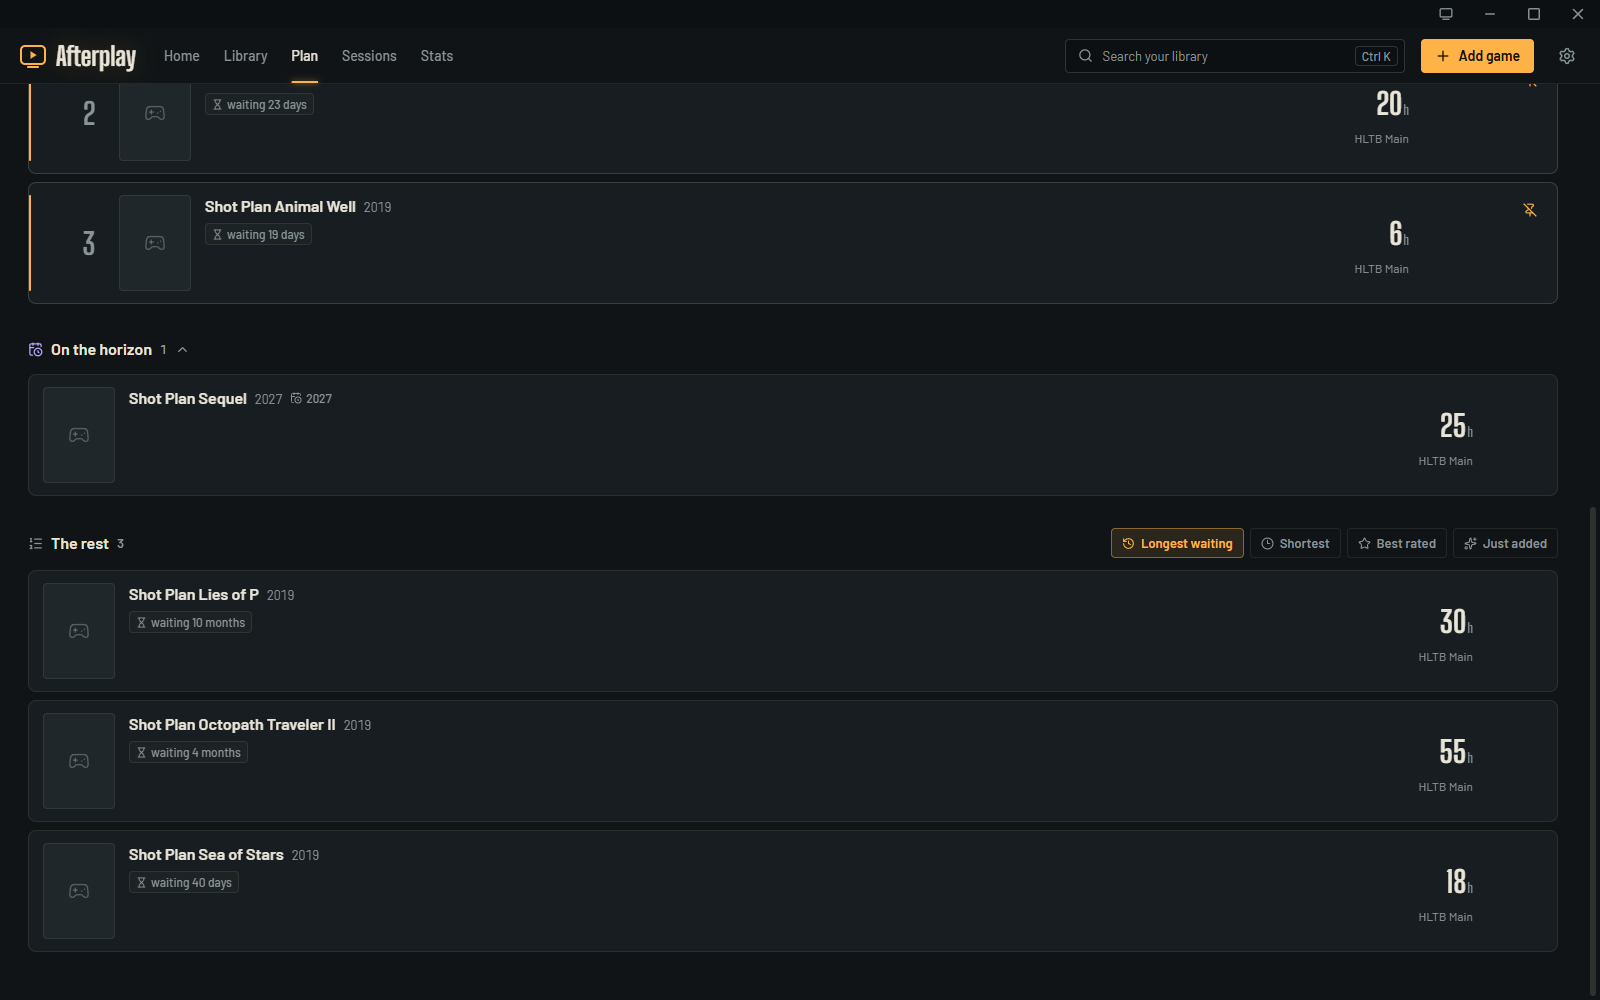 Afterplay
Home
Library
Plan
Sessions
Stats
Search your library
Ctrl K
Add game
2
waiting 23 days
20h
HLTB Main
3
Shot Plan Animal Well 2019
waiting 19 days
6h
HLTB Main
On the horizon 1
Shot Plan Sequel 2027 2027
25h
HLTB Main
The rest 3
Longest waiting
Shortest
Best rated
Just added
Shot Plan Lies of P 2019
waiting 10 months
30h
HLTB Main
Shot Plan Octopath Traveler II 2019
waiting 4 months
55h
HLTB Main
Shot Plan Sea of Stars 2019
waiting 40 days
18h
HLTB Main